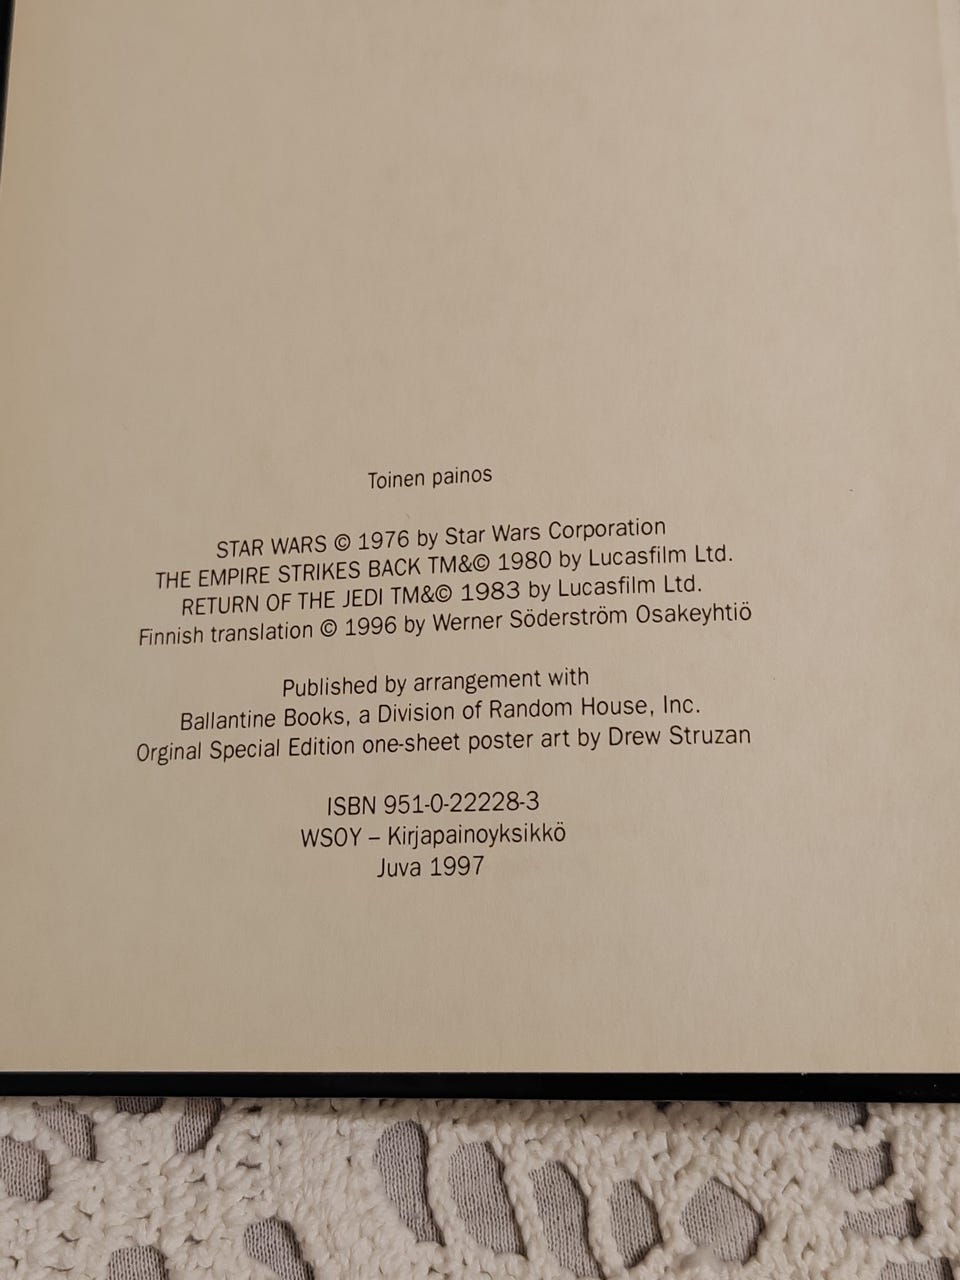 Toinen painos
STAR WARS © 1976 by Star Wars Corporation
THE EMPIRE STRIKES BACK TM&© 1980 by Lucasfilm Ltd.
RETURN OF THE JEDI TM&© 1983 by Lucasfilm Ltd.
Finnish translation © 1996 by Werner Söderström Osakeyhtiö
Published by arrangement with
Ballantine Books, a Division of Random House, Inc.
Orginal Special Edition one-sheet poster art by Drew Struzan
ISBN 951-0-22228-3
WSOY – Kirjapainoyksikkö
Juva 1997